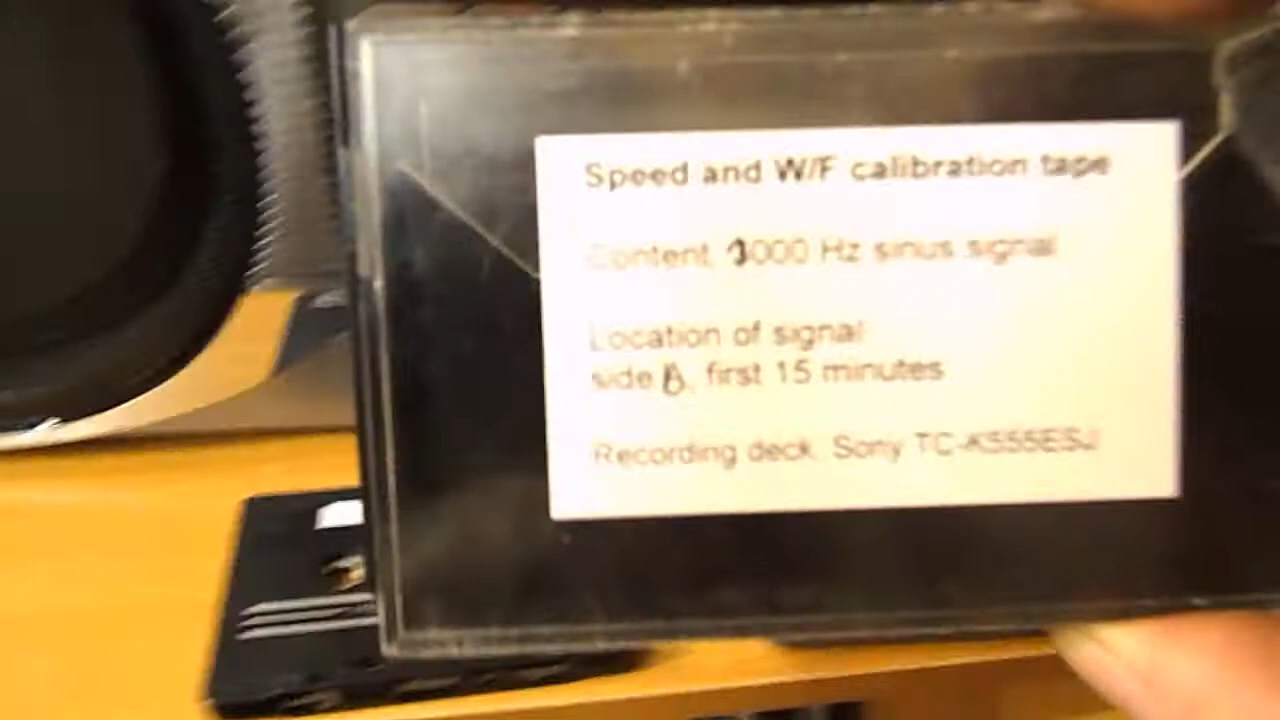 Speed and W/F calibration tape
Content: 3000 Hz sinus signal
Location of signal
side B, first 15 minutes
Recording deck: Sony TC-K555ESJ